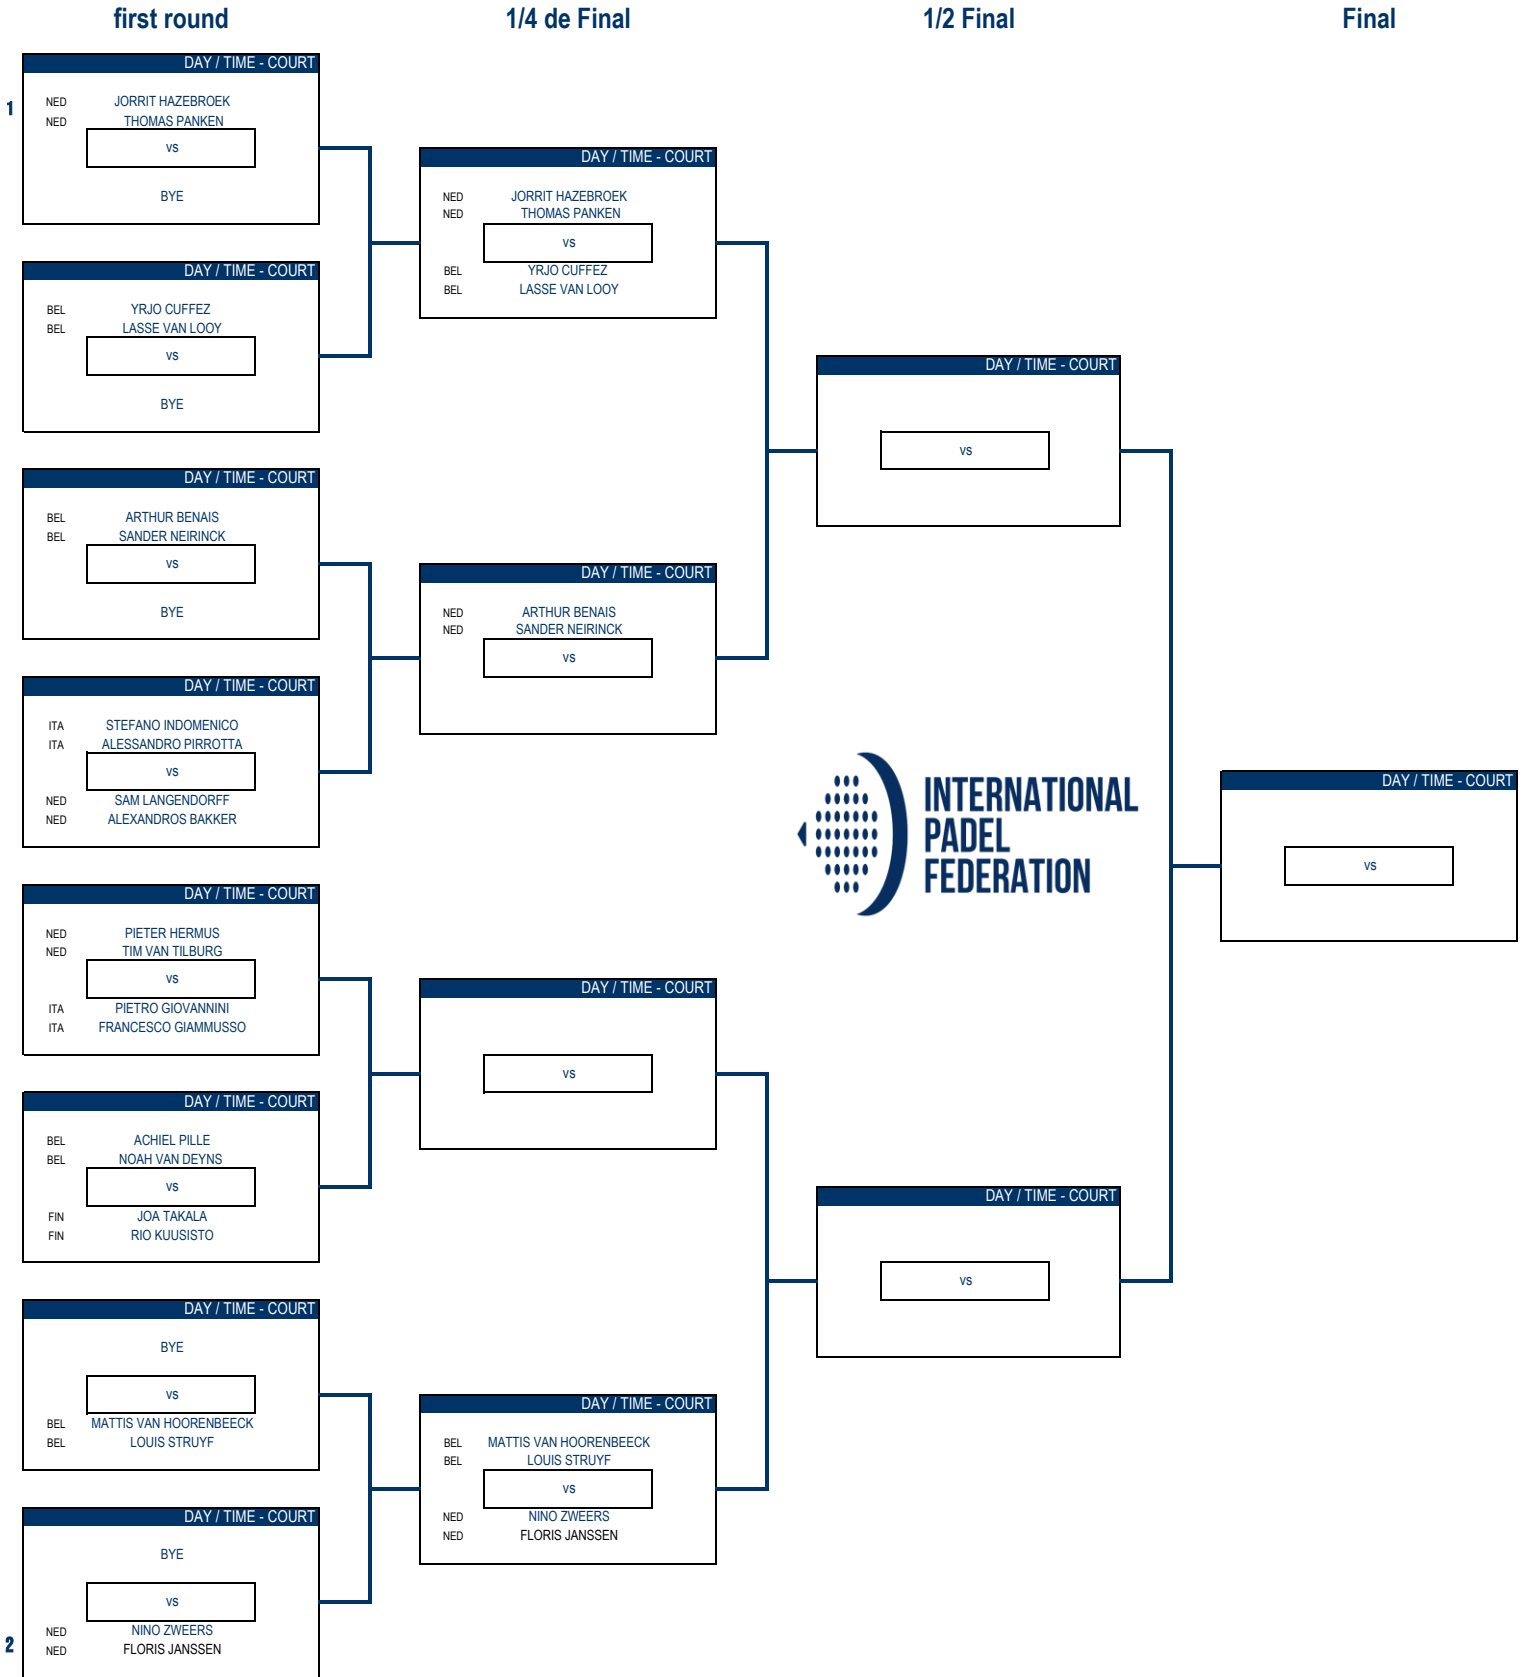 first round
1/4 de Final
1/2 Final
Final
DAY / TIME - COURT
1
NED JORRIT HAZEBROEK
NED THOMAS PANKEN
vs
BYE
DAY / TIME - COURT
BEL YRJO CUFFEZ
BEL LASSE VAN LOOY
vs
BYE
DAY / TIME - COURT
BEL ARTHUR BENAIS
BEL SANDER NEIRINCK
vs
BYE
DAY / TIME - COURT
ITA STEFANO INDOMENICO
ITA ALESSANDRO PIRROTTA
vs
NED SAM LANGENDORFF
NED ALEXANDROS BAKKER
DAY / TIME - COURT
NED PIETER HERMUS
NED TIM VAN TILBURG
vs
ITA PIETRO GIOVANNINI
ITA FRANCESCO GIAMMUSSO
DAY / TIME - COURT
BEL ACHIEL PILLE
BEL NOAH VAN DEYNS
vs
FIN JOA TAKALA
FIN RIO KUUSISTO
DAY / TIME - COURT
BYE
vs
BEL MATTIS VAN HOORENBEECK
BEL LOUIS STRUYF
DAY / TIME - COURT
BYE
vs
2
NED NINO ZWEERS
NED FLORIS JANSSEN
DAY / TIME - COURT
NED JORRIT HAZEBROEK
NED THOMAS PANKEN
vs
BEL YRJO CUFFEZ
BEL LASSE VAN LOOY
DAY / TIME - COURT
NED ARTHUR BENAIS
NED SANDER NEIRINCK
vs
DAY / TIME - COURT
vs
DAY / TIME - COURT
BEL MATTIS VAN HOORENBEECK
BEL LOUIS STRUYF
vs
NED NINO ZWEERS
NED FLORIS JANSSEN
DAY / TIME - COURT
vs
INTERNATIONAL
PADEL
FEDERATION
DAY / TIME - COURT
vs
DAY / TIME - COURT
vs